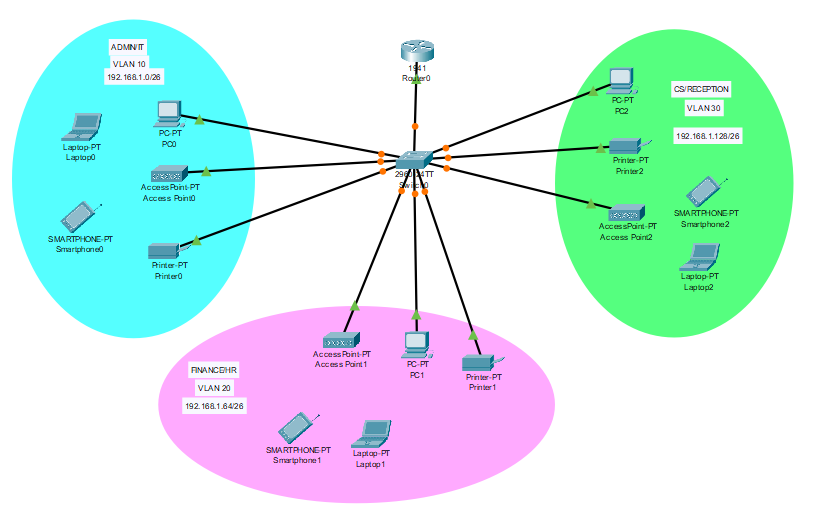 ADMIN/IT
VLAN 10
192.168.1.0/26
Laptop-PT
Laptop0
PC-PT
PC0
AccessPoint-PT
Access Point0
SMARTPHONE-PT
Smartphone0
Printer-PT
Printer0
1941
Router0
2960-24TT
Switch0
PC-PT
PC2
CS/RECEPTION
VLAN 30
192.168.1.128/26
Printer-PT
Printer2
AccessPoint-PT
Access Point2
SMARTPHONE-PT
Smartphone2
Laptop-PT
Laptop2
FINANCE/HR
VLAN 20
192.168.1.64/26
AccessPoint-PT
Access Point1
PC-PT
PC1
Printer-PT
Printer1
SMARTPHONE-PT
Smartphone1
Laptop-PT
Laptop1